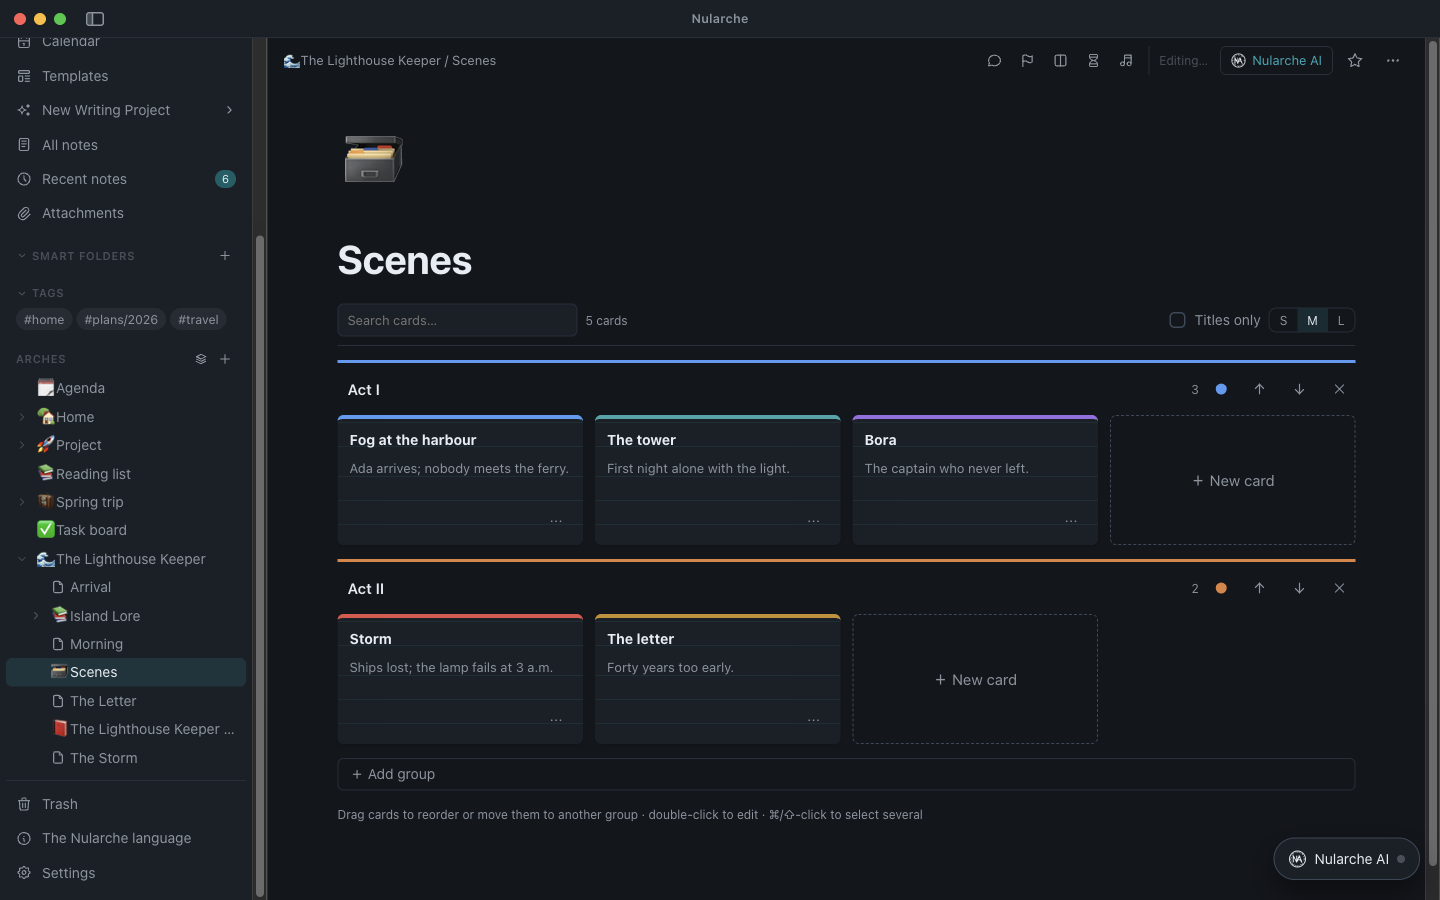 Nularche
Calendar
Templates
New Writing Project
All notes
Recent notes 6
Attachments
SMART FOLDERS
TAGS
#home #plans/2026 #travel
ARCHES
Agenda
Home
Project
Reading list
Spring trip
Task board
The Lighthouse Keeper
Arrival
Island Lore
Morning
Scenes
The Letter
The Lighthouse Keeper ...
The Storm
Trash
The Nularche language
Settings
The Lighthouse Keeper / Scenes
Editing...
Nularche AI
Scenes
Search cards...
5 cards
Titles only
S M L
Act I
3
Fog at the harbour
Ada arrives; nobody meets the ferry.
...
The tower
First night alone with the light.
...
Bora
The captain who never left.
...
+ New card
Act II
2
Storm
Ships lost; the lamp fails at 3 a.m.
...
The letter
Forty years too early.
...
+ New card
+ Add group
Drag cards to reorder or move them to another group · double-click to edit · ⌘/⇧-click to select several
Nularche AI